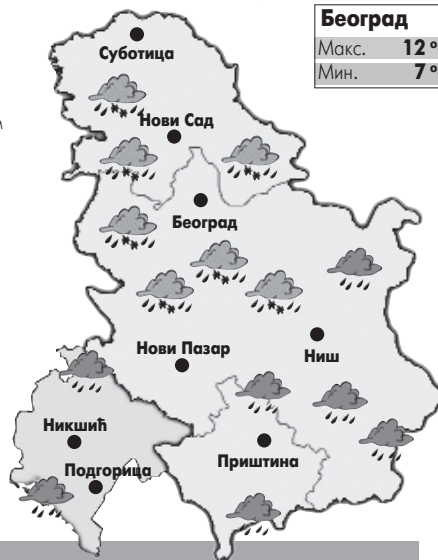 Београд
Макс. 12°
Мин. 7°
Суботица
Нови Сад
Београд
Нови Пазар
Ниш
Никшић
Приштина
Подгорица